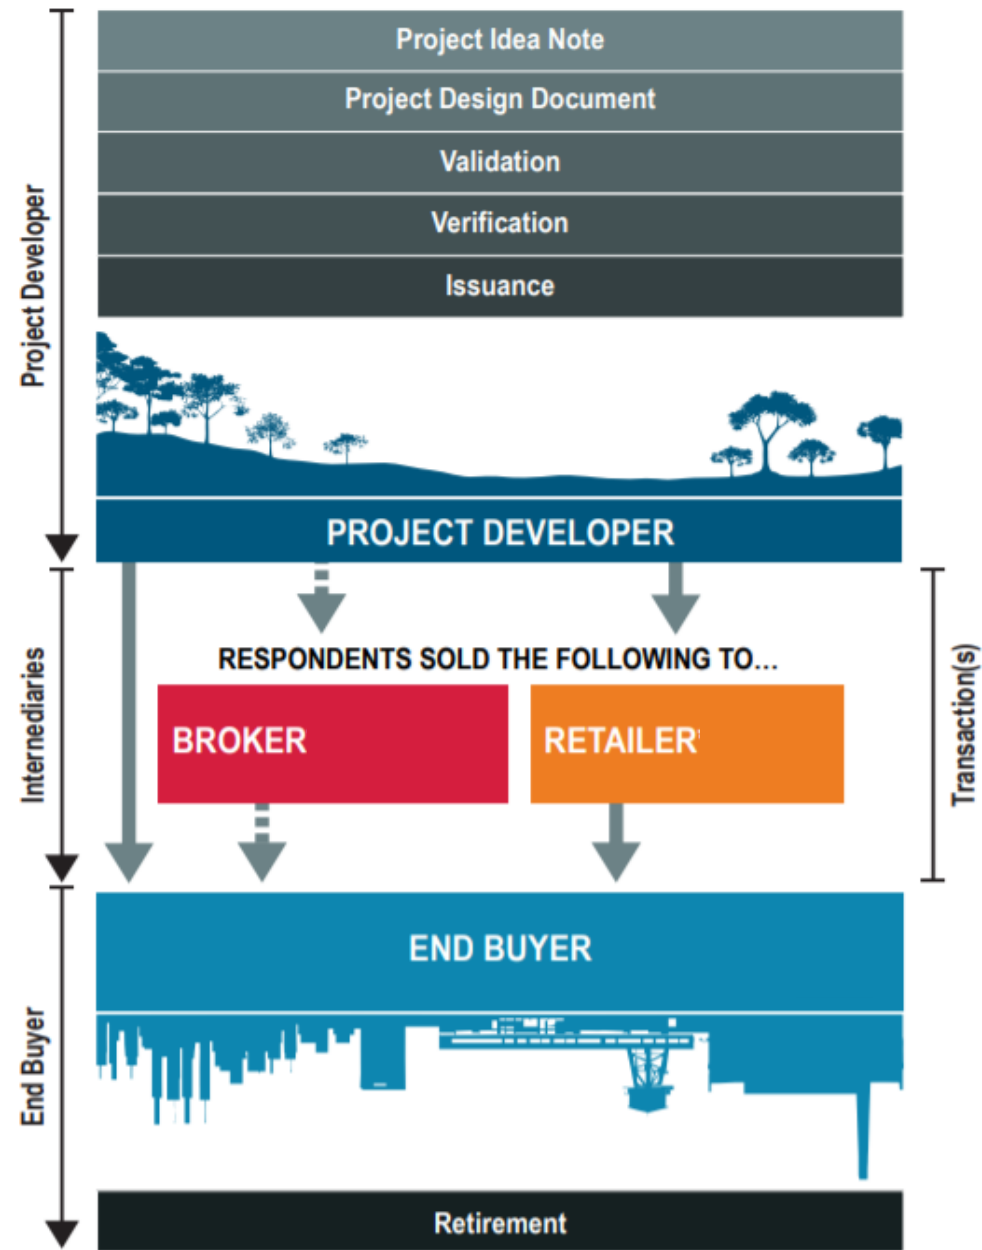 Project Idea Note
Project Design Document
Validation
Verification
Issuance
Project Developer
PROJECT DEVELOPER
RESPONDENTS SOLD THE FOLLOWING TO...
BROKER
RETAILER¹
Internediaries
Transaction(s)
END BUYER
End Buyer
Retirement